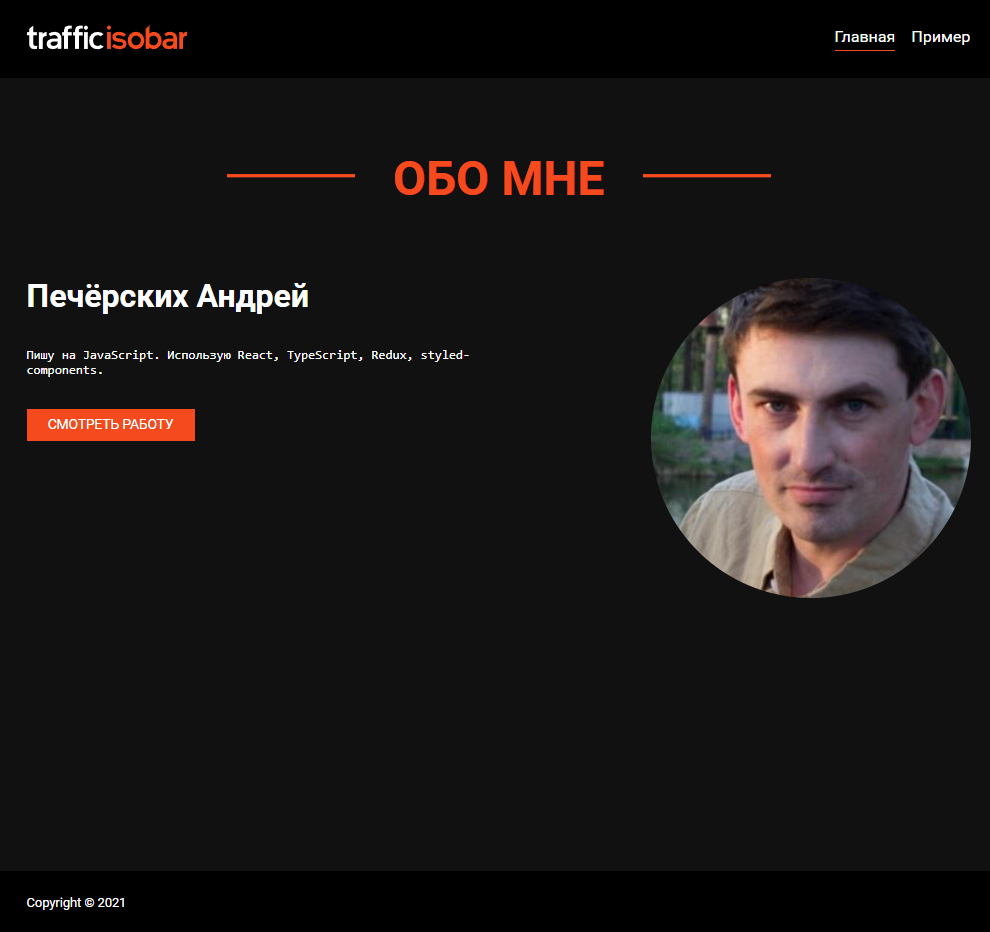 trafficisobar
Главная Пример
ОБО МНЕ
Печёрских Андрей
Пишу на JavaScript. Использую React, TypeScript, Redux, styled-
components.
СМОТРЕТЬ РАБОТУ
Copyright © 2021